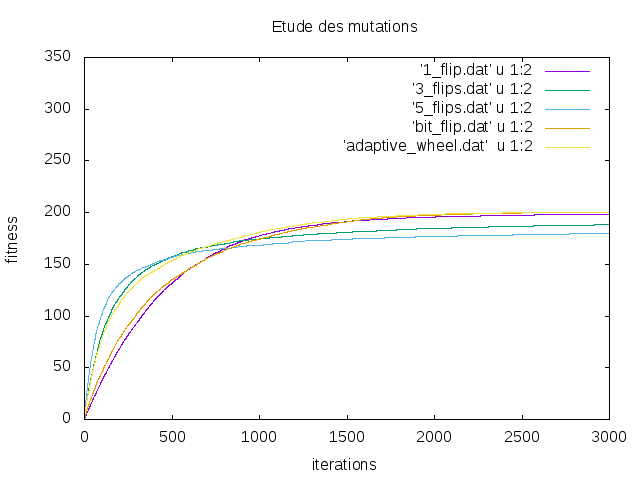 Etude des mutations
350
300
250
200
150
100
50
0
fitness
'1_flip.dat' u 1:2
'3_flips.dat' u 1:2
'5_flips.dat' u 1:2
'bit_flip.dat' u 1:2
'adaptive_wheel.dat'  u 1:2
0 500 1000 1500 2000 2500 3000
iterations